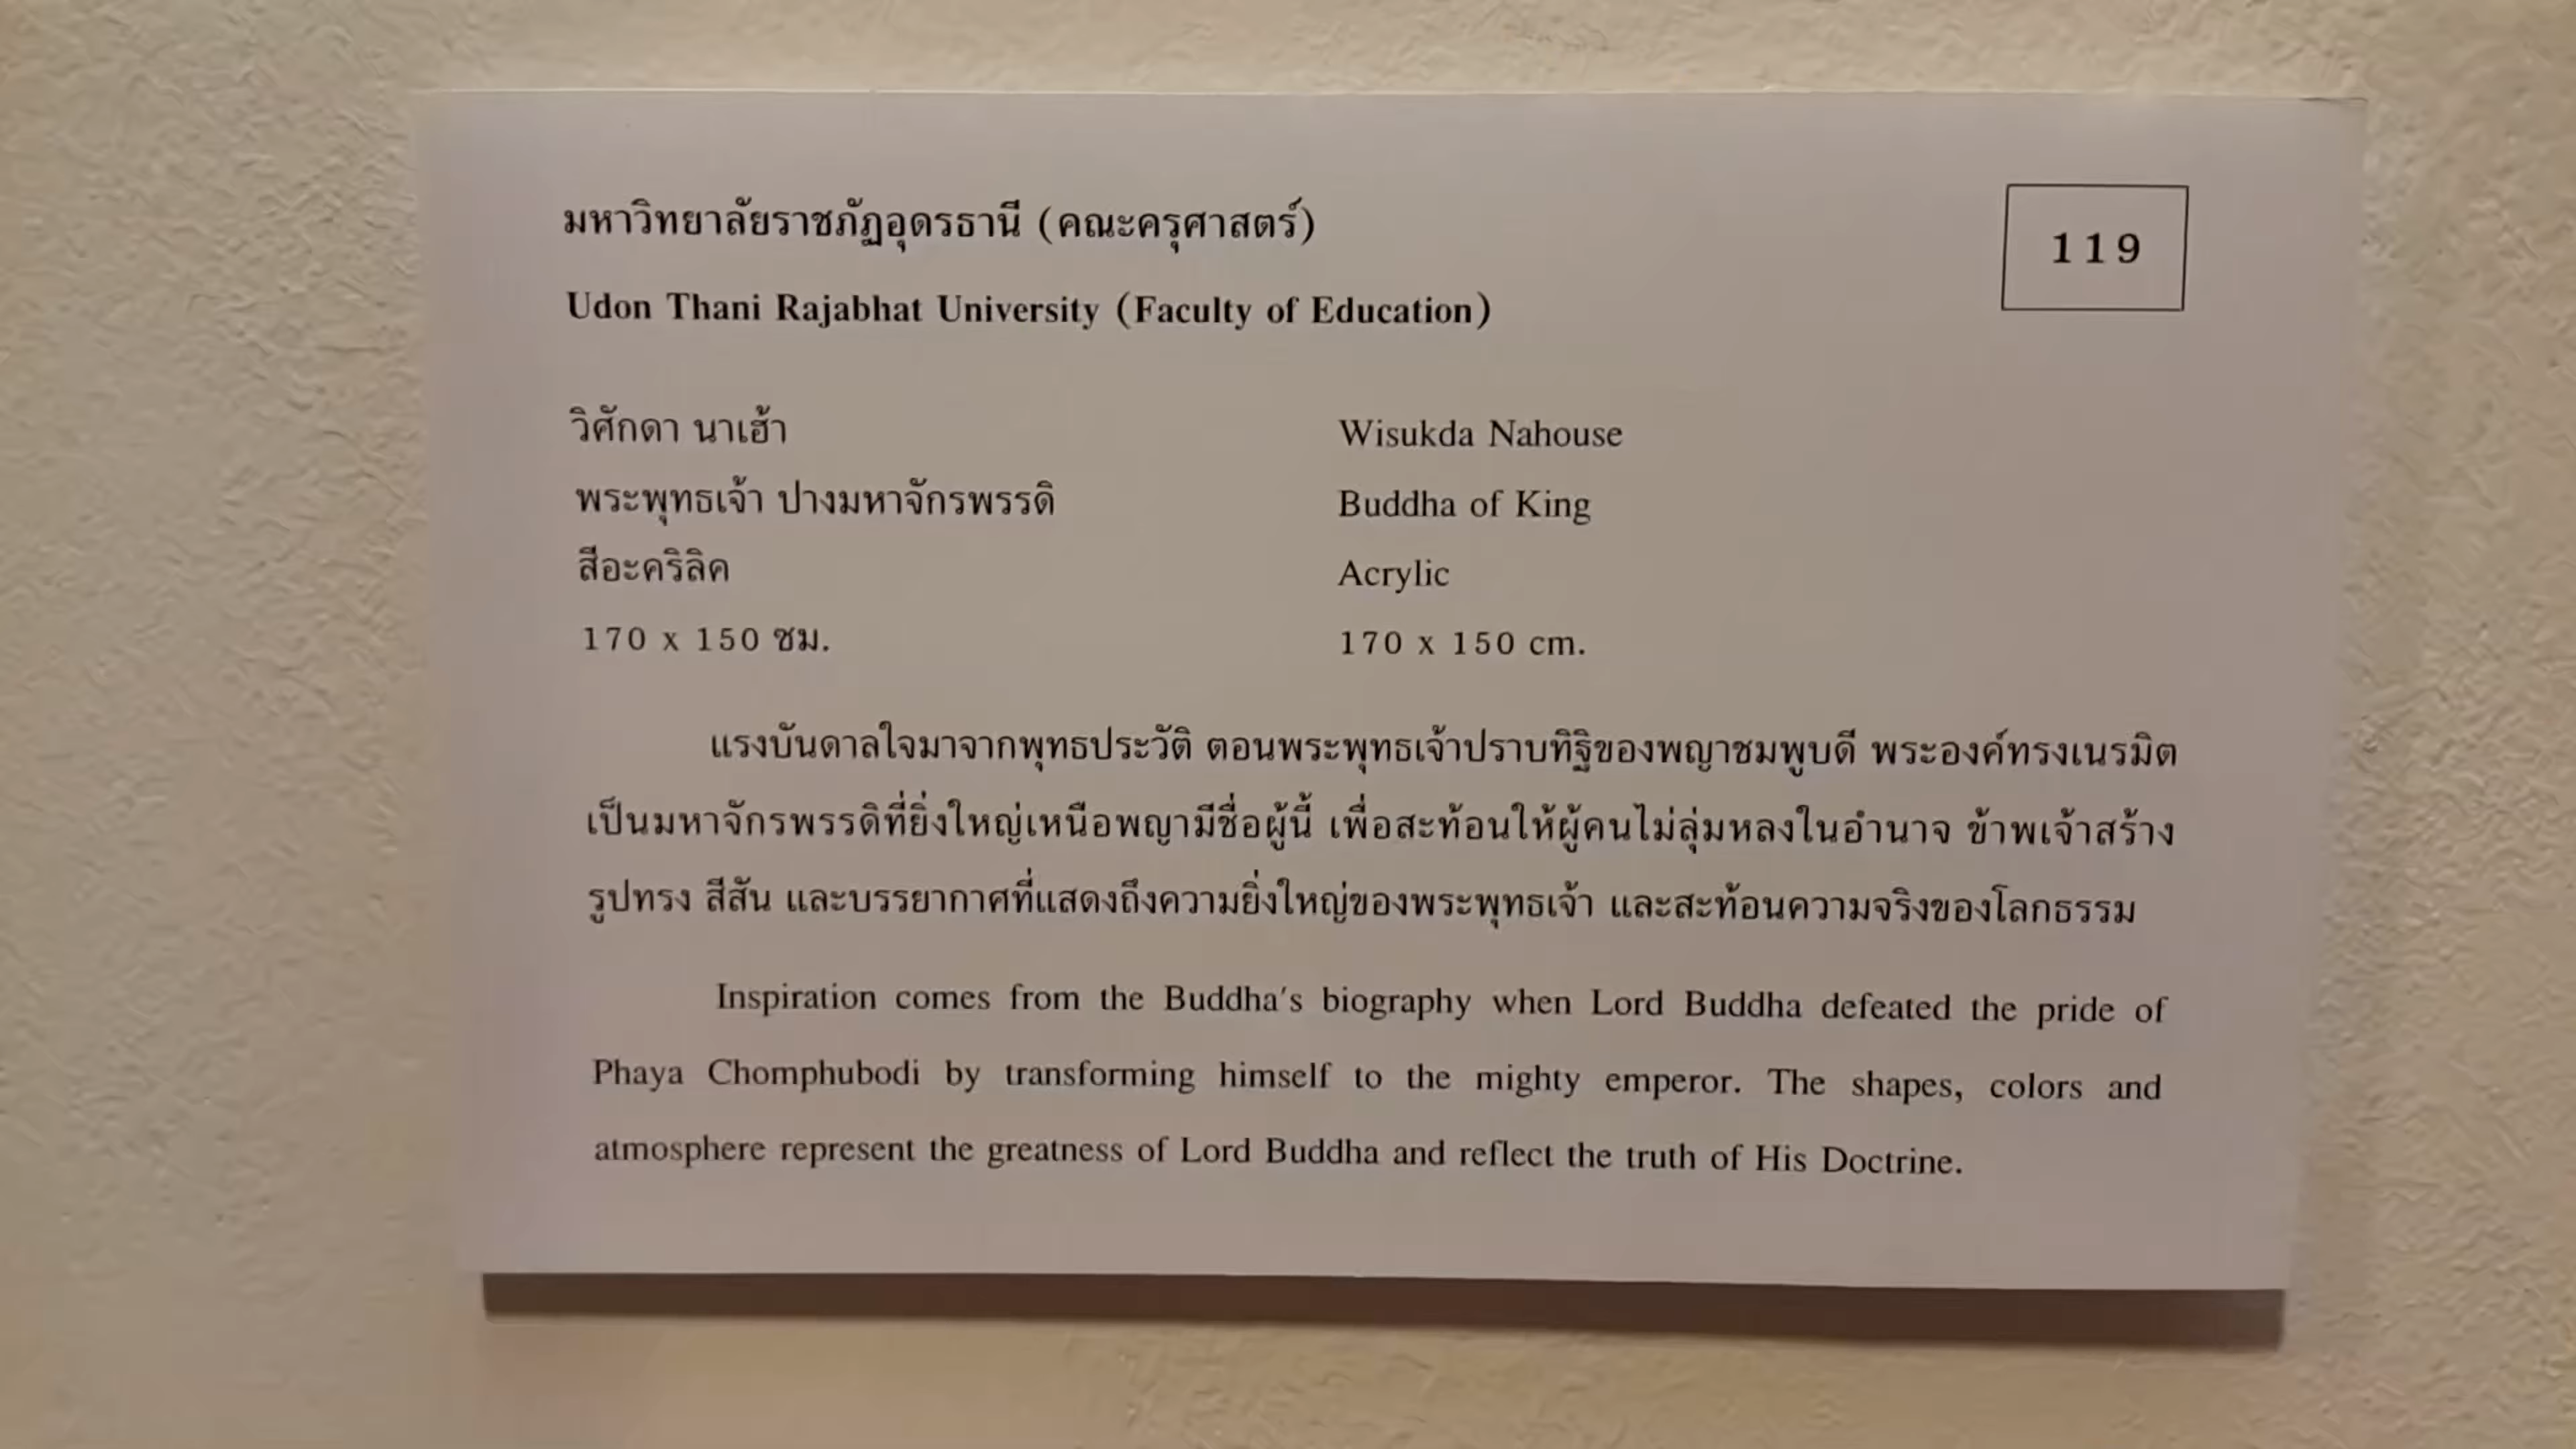 มหาวิทยาลัยราชภัฏอุดรธานี (คณะครุศาสตร์)
119
Udon Thani Rajabhat University (Faculty of Education)
วิศักดา นาเฮ้า
Wisukda Nahouse
พระพุทธเจ้า ปางมหาจักรพรรดิ
Buddha of King
สีอะคริลิค
Acrylic
170 x 150 ซม.
170 x 150 cm.
แรงบันดาลใจมาจากพุทธประวัติ ตอนพระพุทธเจ้าปราบทิฐิของพญาชมพูบดี พระองค์ทรงเนรมิต
เป็นมหาจักรพรรดิที่ยิ่งใหญ่เหนือพญามีชื่อผู้นี้ เพื่อสะท้อนให้ผู้คนไม่ลุ่มหลงในอำนาจ ข้าพเจ้าสร้าง
รูปทรง สีสัน และบรรยากาศที่แสดงถึงความยิ่งใหญ่ของพระพุทธเจ้า และสะท้อนความจริงของโลกธรรม
Inspiration comes from the Buddha's biography when Lord Buddha defeated the pride of
Phaya Chomphubodi by transforming himself to the mighty emperor. The shapes, colors and
atmosphere represent the greatness of Lord Buddha and reflect the truth of His Doctrine.